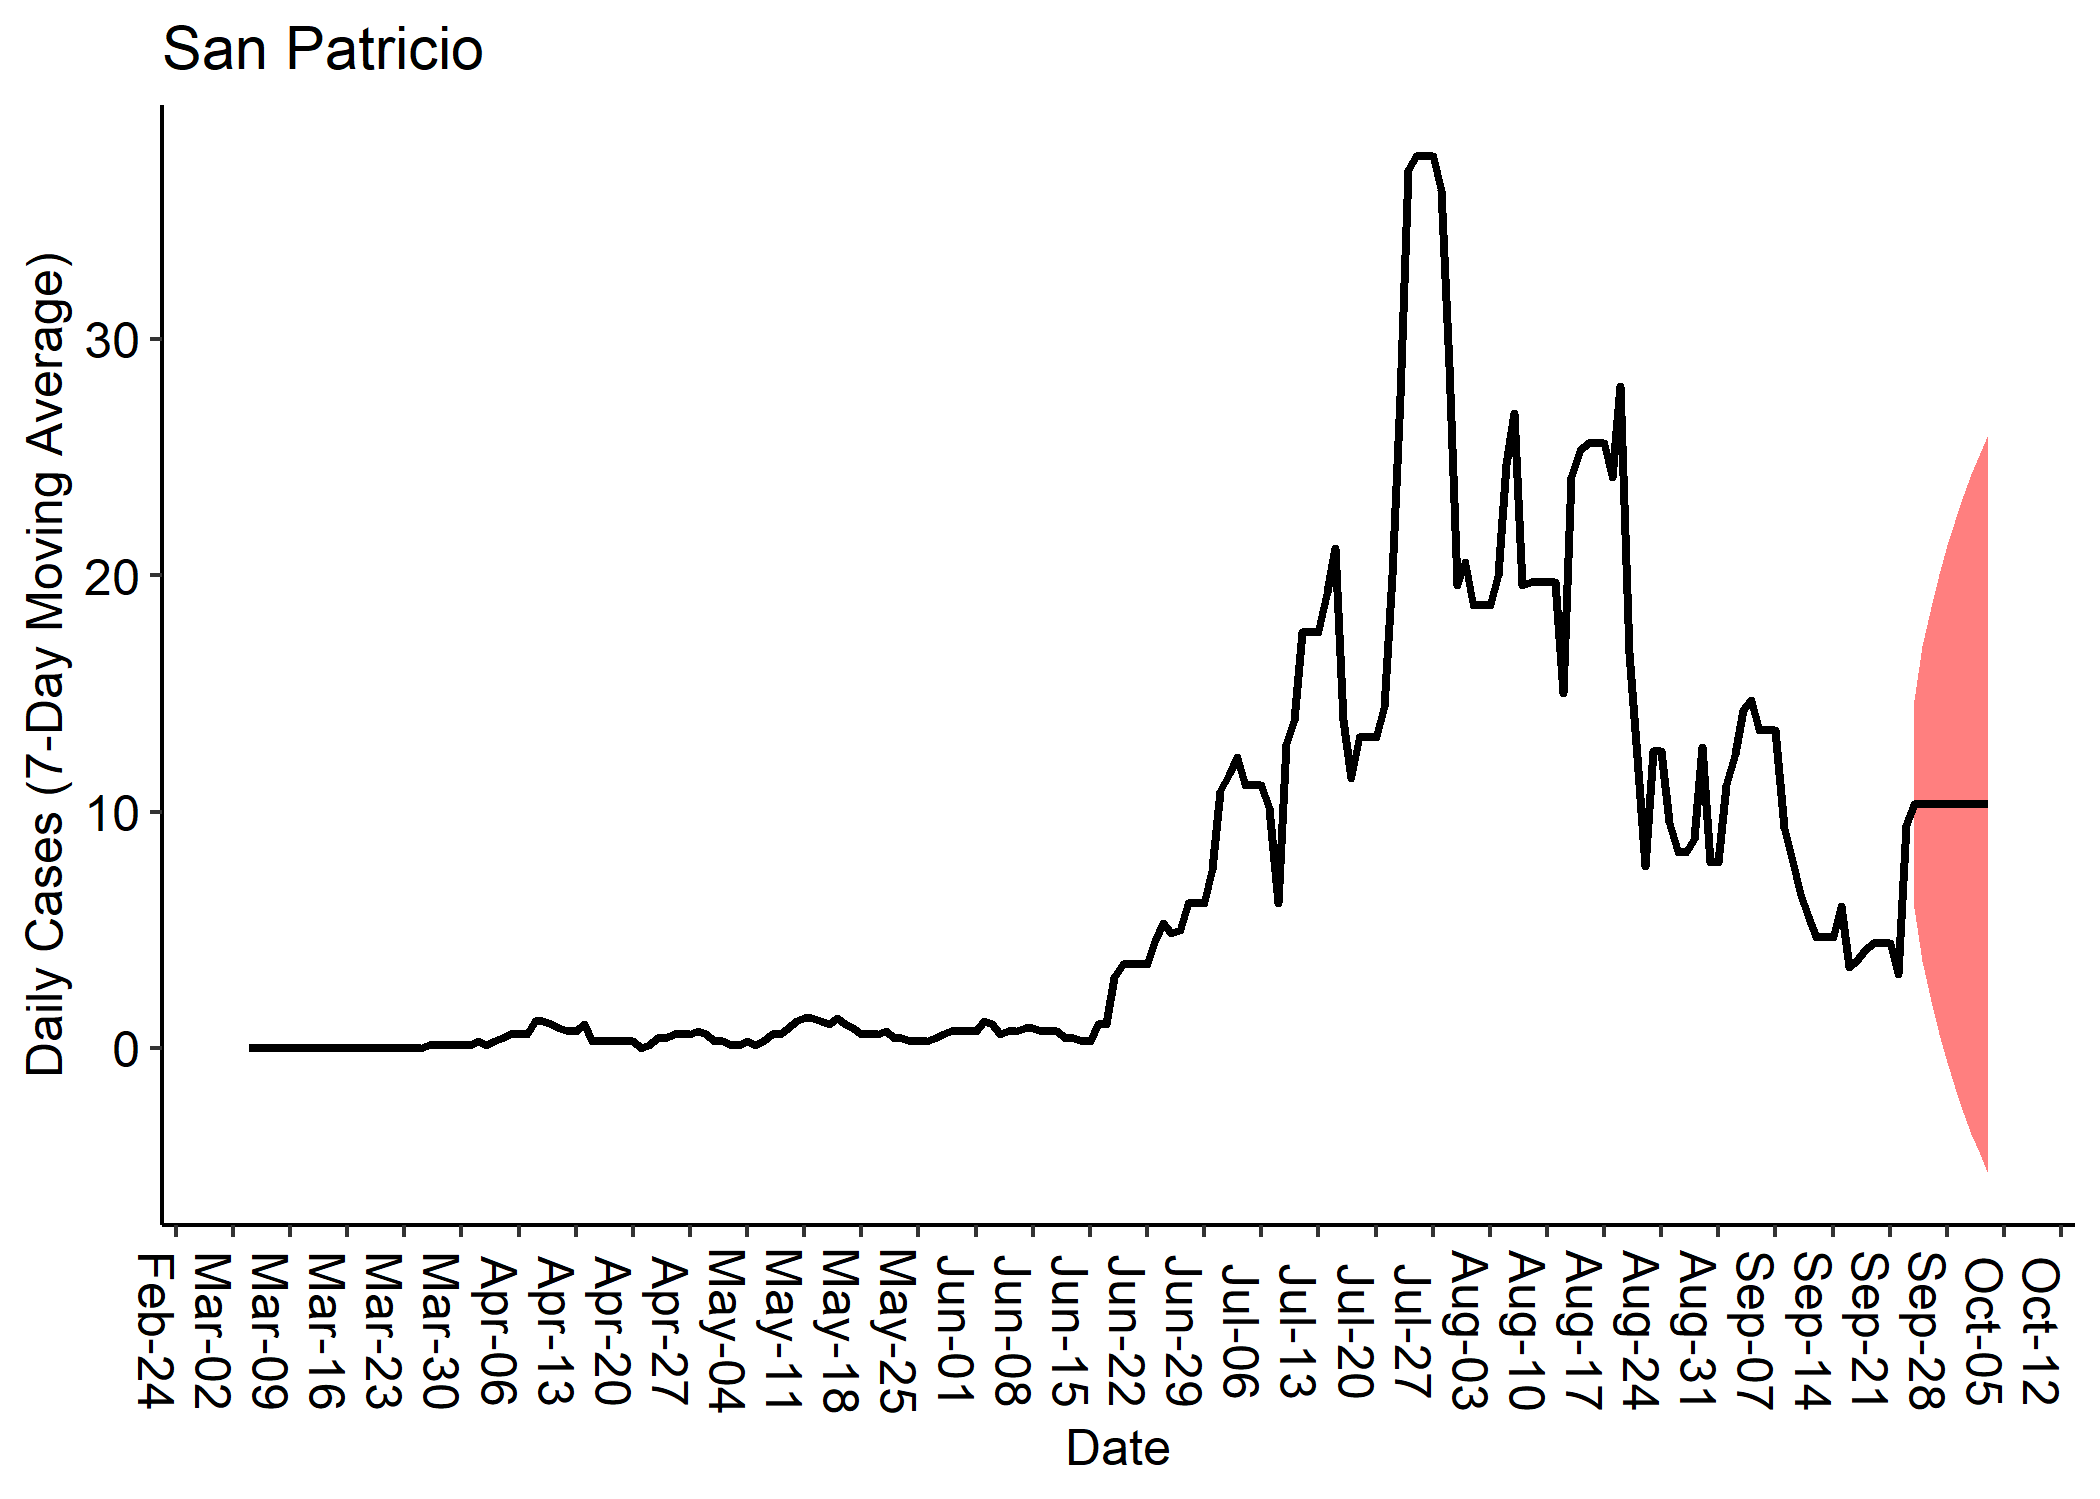 San Patricio
Daily Cases (7-Day Moving Average)
30
20
10
0
Feb-24
Mar-02
Mar-09
Mar-16
Mar-23
Mar-30
Apr-06
Apr-13
Apr-20
Apr-27
May-04
May-11
May-18
May-25
Jun-01
Jun-08
Jun-15
Jun-22
Jun-29
Jul-06
Jul-13
Jul-20
Jul-27
Aug-03
Aug-10
Aug-17
Aug-24
Aug-31
Sep-07
Sep-14
Sep-21
Sep-28
Oct-05
Oct-12
Date